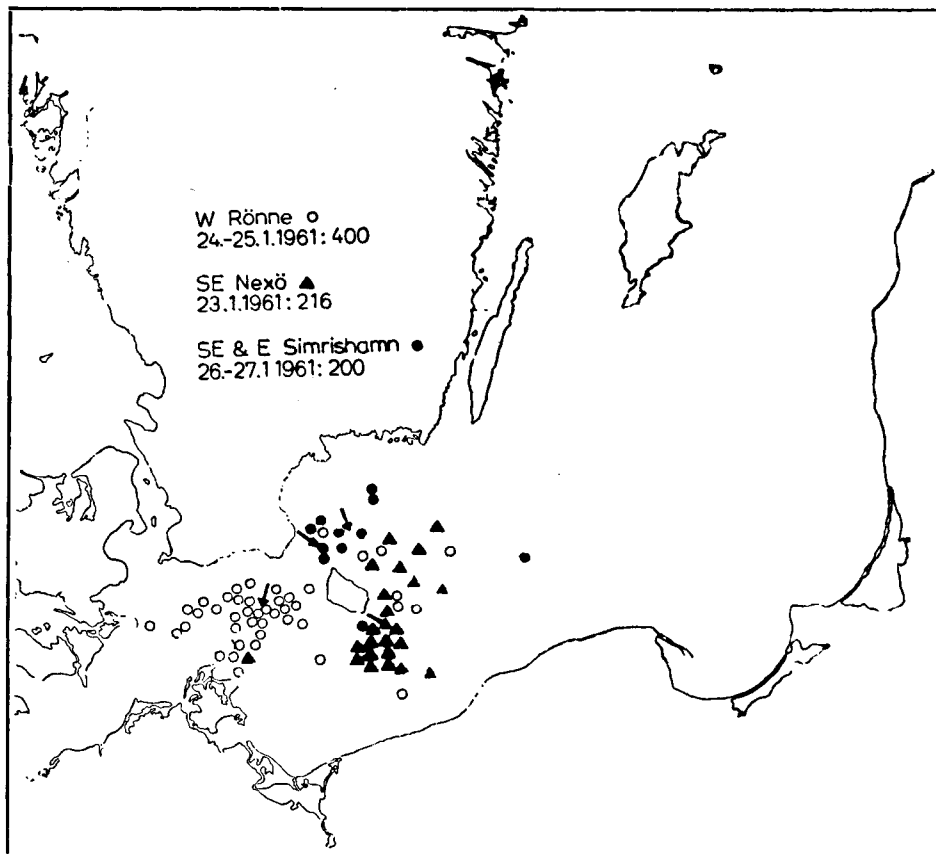 W Rönne ○
24.-25.1.1961: 400
SE Nexö ▲
23.1.1961: 216
SE & E Simrishamn ●
26.-27.1 1961: 200